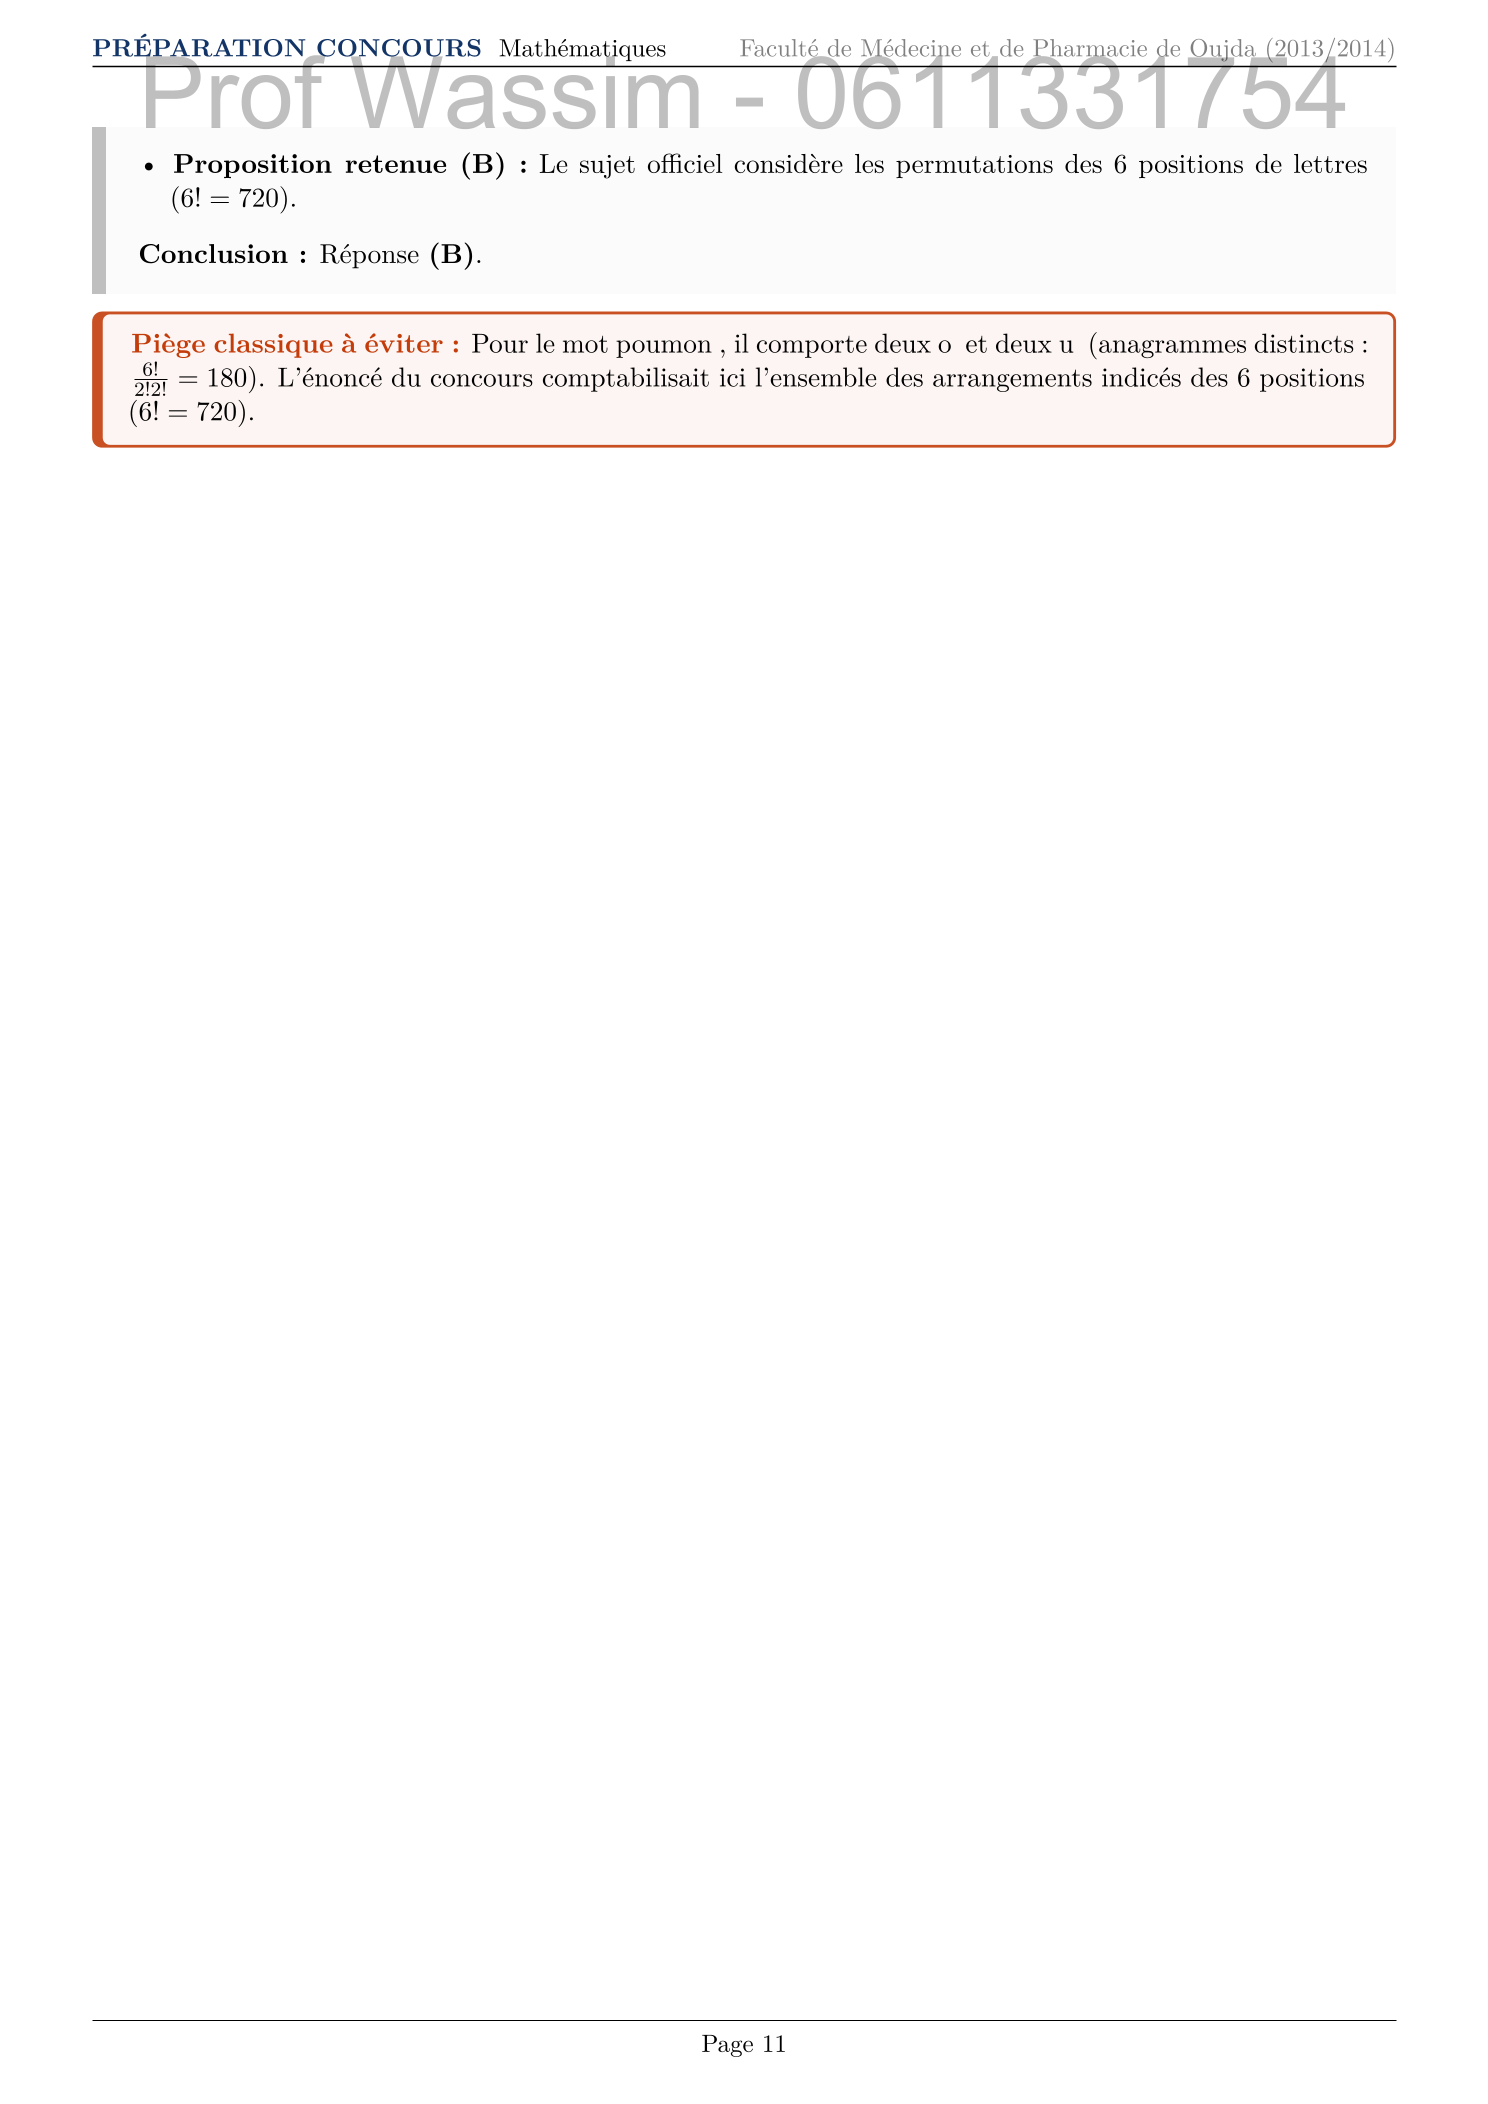 PRÉPARATION CONCOURS Mathématiques Faculté de Médecine et de Pharmacie de Oujda (2013/2014)
Prof Wassim - 0611331754
• Proposition retenue (B) : Le sujet officiel considère les permutations des 6 positions de lettres
(6! = 720).
Conclusion : Réponse (B).
Piège classique à éviter : Pour le mot poumon , il comporte deux o et deux u (anagrammes distincts :
6!/2!2! = 180). L'énoncé du concours comptabilisait ici l'ensemble des arrangements indicés des 6 positions
(6! = 720).
Page 11